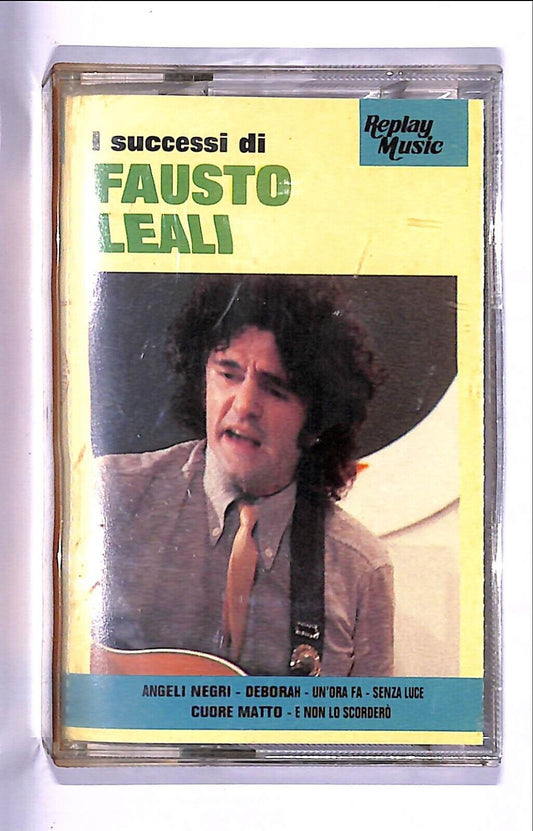 I successi di
FAUSTO
LEALI
Replay
Music
ANGELI NEGRI - DEBORAH - UN'ORA FA - SENZA LUCE
CUORE MATTO - E NON LO SCORDERÒ